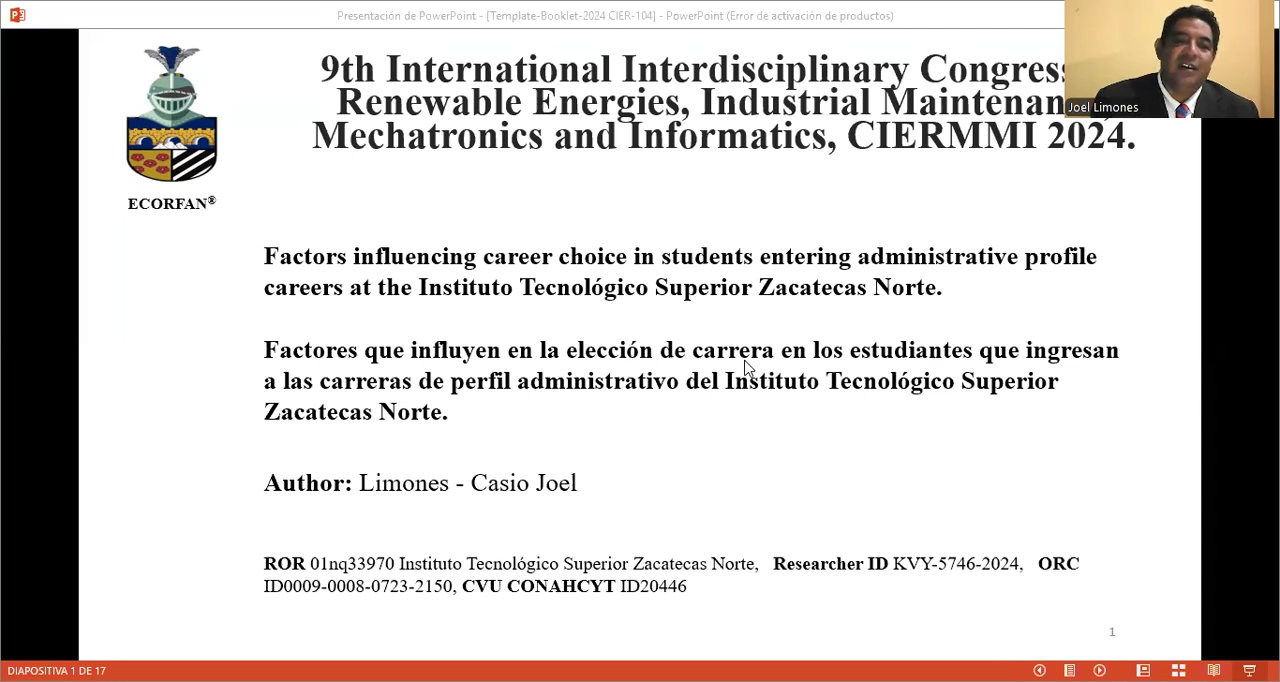 Presentación de PowerPoint - [Template-Booklet-2024 CIER-104] - PowerPoint (Error de activación de productos)
9th International Interdisciplinary Congress
Renewable Energies, Industrial
Mechatronics and Informatics, CIERMMI 2024.
Joel Limones
ECORFAN®
Factors influencing career choice in students entering administrative profile
careers at the Instituto Tecnológico Superior Zacatecas Norte.
Factores que influyen en la elección de carrera en los estudiantes que ingresan
a las carreras de perfil administrativo del Instituto Tecnológico Superior
Zacatecas Norte.
Author: Limones - Casio Joel
ROR 01nq33970 Instituto Tecnológico Superior Zacatecas Norte, Researcher ID KVY-5746-2024, ORC
ID0009-0008-0723-2150, CVU CONAHCYT ID20446
1
DIAPOSITIVA 1 DE 17